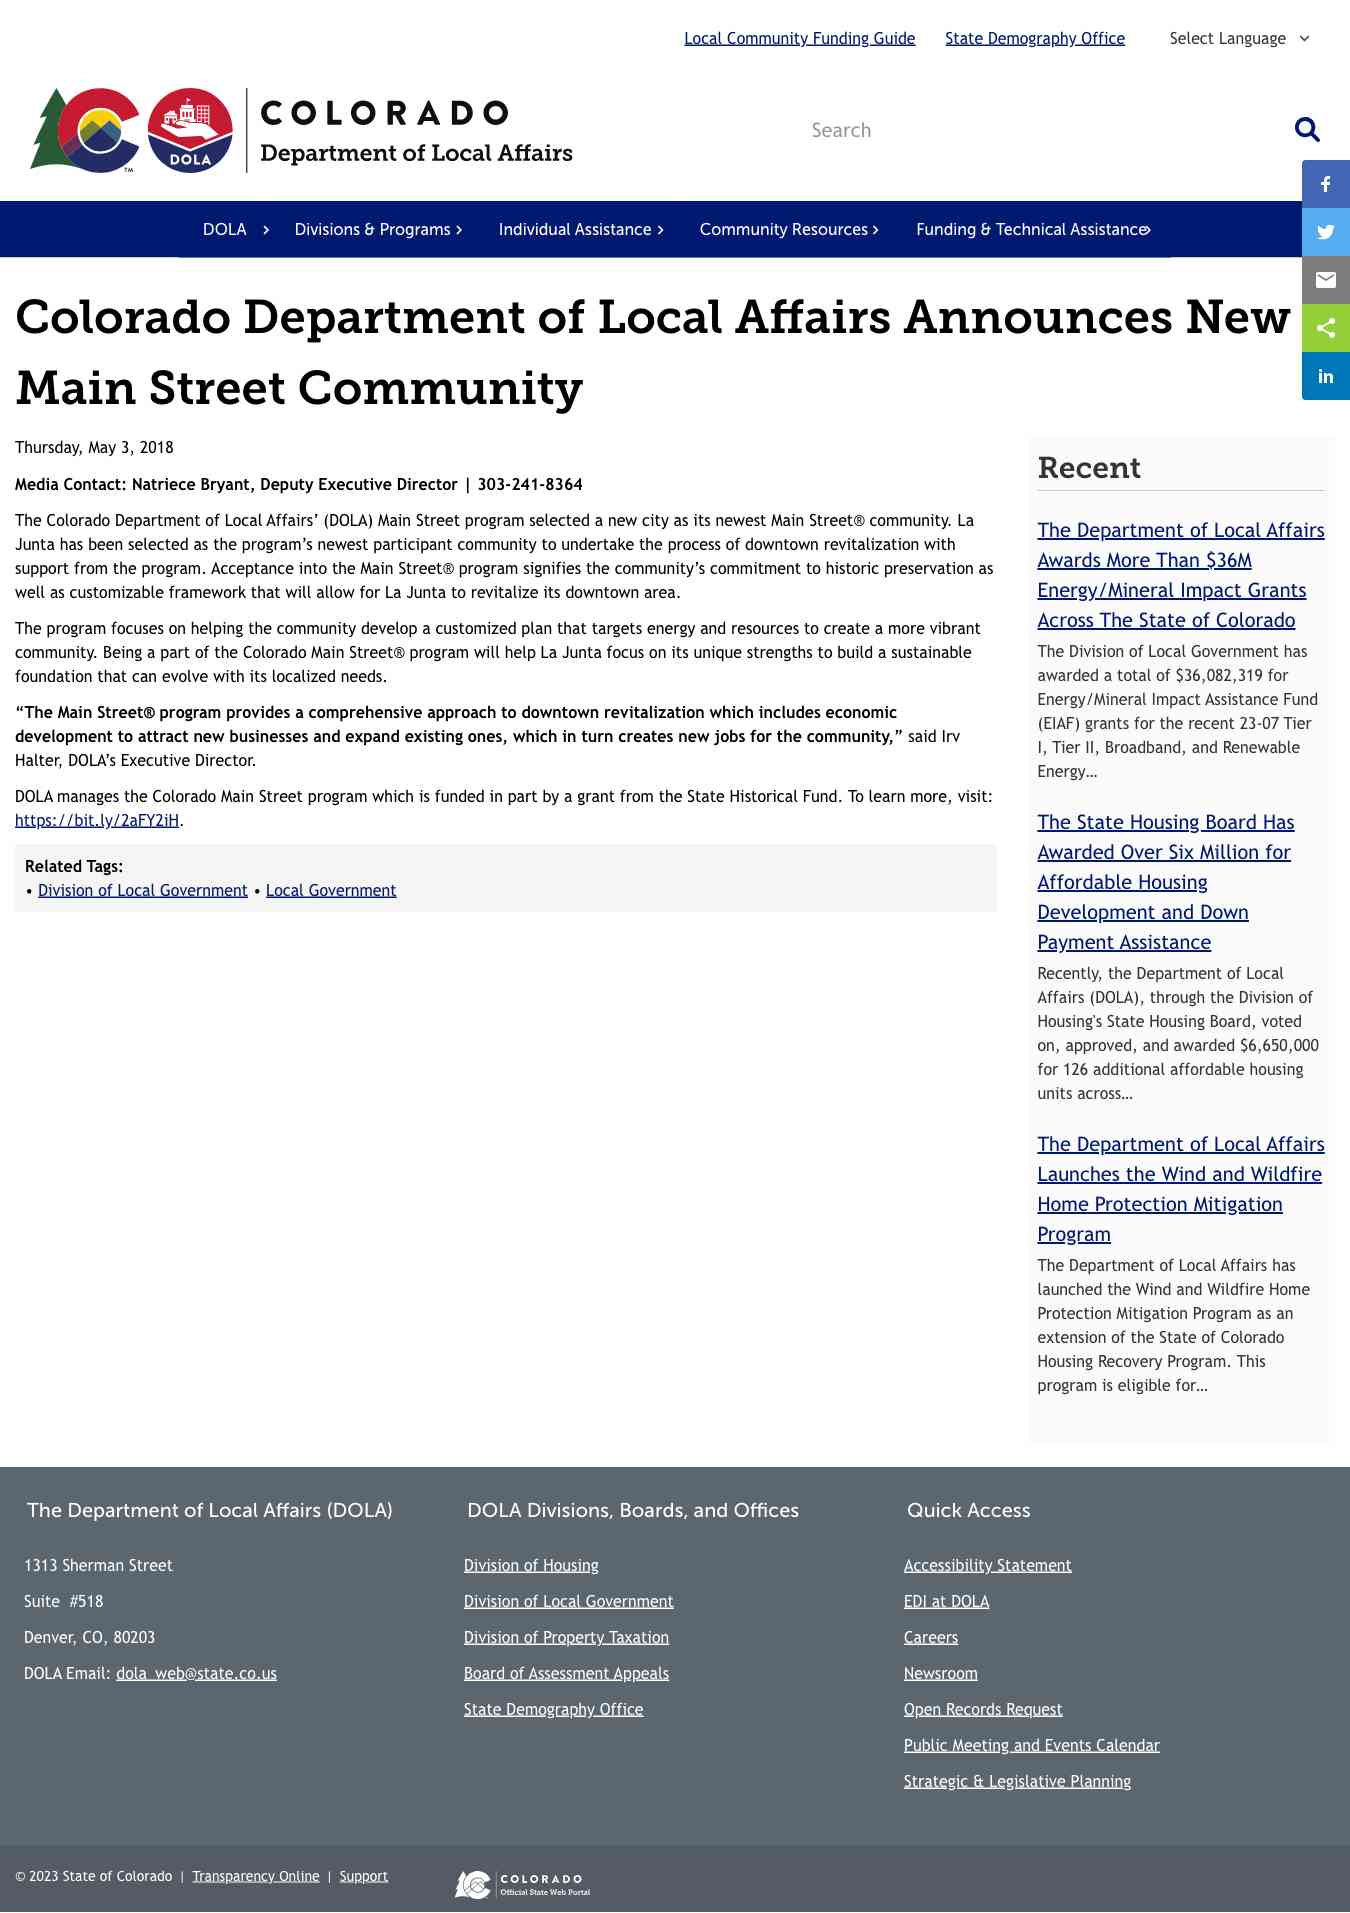 Local Community Funding Guide State Demography Office Select Language
COLORADO
Department of Local Affairs
DOLA
TM
Search
DOLA Divisions & Programs Individual Assistance Community Resources Funding & Technical Assistance
Colorado Department of Local Affairs Announces New
Main Street Community
Thursday, May 3, 2018
Media Contact: Natriece Bryant, Deputy Executive Director | 303-241-8364
The Colorado Department of Local Affairs’ (DOLA) Main Street program selected a new city as its newest Main Street® community. La
Junta has been selected as the program’s newest participant community to undertake the process of downtown revitalization with
support from the program. Acceptance into the Main Street® program signifies the community’s commitment to historic preservation as
well as customizable framework that will allow for La Junta to revitalize its downtown area.
The program focuses on helping the community develop a customized plan that targets energy and resources to create a more vibrant
community. Being a part of the Colorado Main Street® program will help La Junta focus on its unique strengths to build a sustainable
foundation that can evolve with its localized needs.
“The Main Street® program provides a comprehensive approach to downtown revitalization which includes economic
development to attract new businesses and expand existing ones, which in turn creates new jobs for the community,” said Irv
Halter, DOLA’s Executive Director.
DOLA manages the Colorado Main Street program which is funded in part by a grant from the State Historical Fund. To learn more, visit:
https://bit.ly/2aFY2iH.
Related Tags:
• Division of Local Government • Local Government
Recent
The Department of Local Affairs
Awards More Than $36M
Energy/Mineral Impact Grants
Across The State of Colorado
The Division of Local Government has
awarded a total of $36,082,319 for
Energy/Mineral Impact Assistance Fund
(EIAF) grants for the recent 23-07 Tier
I, Tier II, Broadband, and Renewable
Energy…
The State Housing Board Has
Awarded Over Six Million for
Affordable Housing
Development and Down
Payment Assistance
Recently, the Department of Local
Affairs (DOLA), through the Division of
Housing's State Housing Board, voted
on, approved, and awarded $6,650,000
for 126 additional affordable housing
units across…
The Department of Local Affairs
Launches the Wind and Wildfire
Home Protection Mitigation
Program
The Department of Local Affairs has
launched the Wind and Wildfire Home
Protection Mitigation Program as an
extension of the State of Colorado
Housing Recovery Program. This
program is eligible for…
The Department of Local Affairs (DOLA)
1313 Sherman Street
Suite #518
Denver, CO, 80203
DOLA Email: dola_web@state.co.us
DOLA Divisions, Boards, and Offices
Division of Housing
Division of Local Government
Division of Property Taxation
Board of Assessment Appeals
State Demography Office
Quick Access
Accessibility Statement
EDI at DOLA
Careers
Newsroom
Open Records Request
Public Meeting and Events Calendar
Strategic & Legislative Planning
© 2023 State of Colorado | Transparency Online | Support
COLORADO
Official State Web Portal